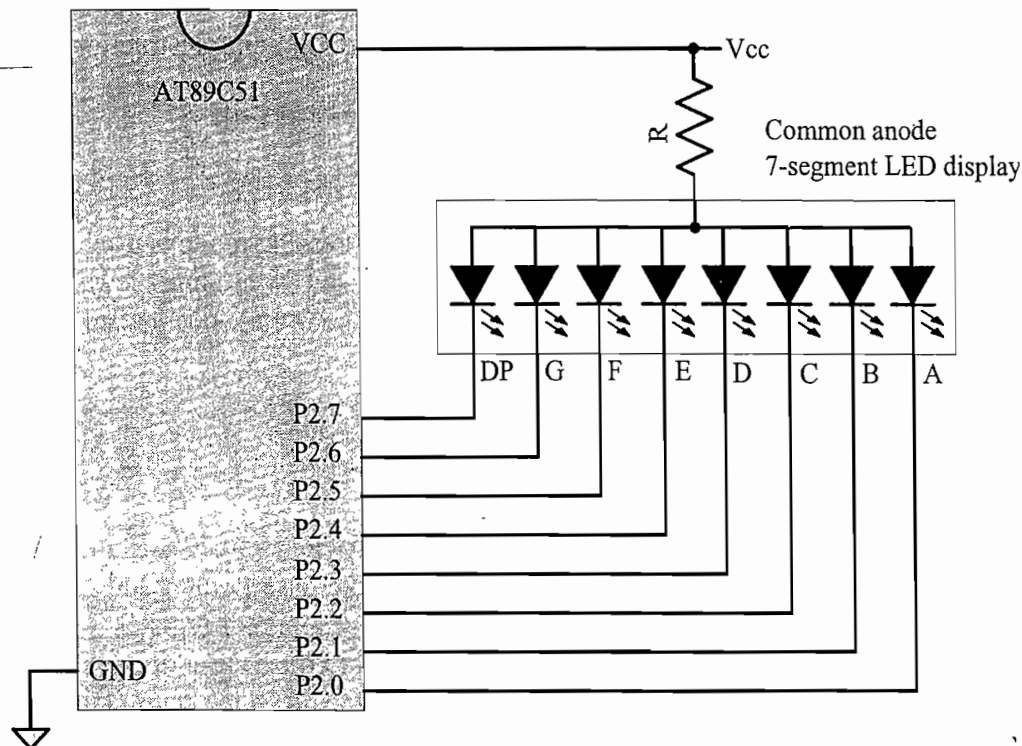 VCC
Vcc
AT89C51
R
Common anode
7-segment LED display
DP G F E D C B A
P2.7
P2.6
P2.5
P2.4
P2.3
P2.2
P2.1
GND
P2.0